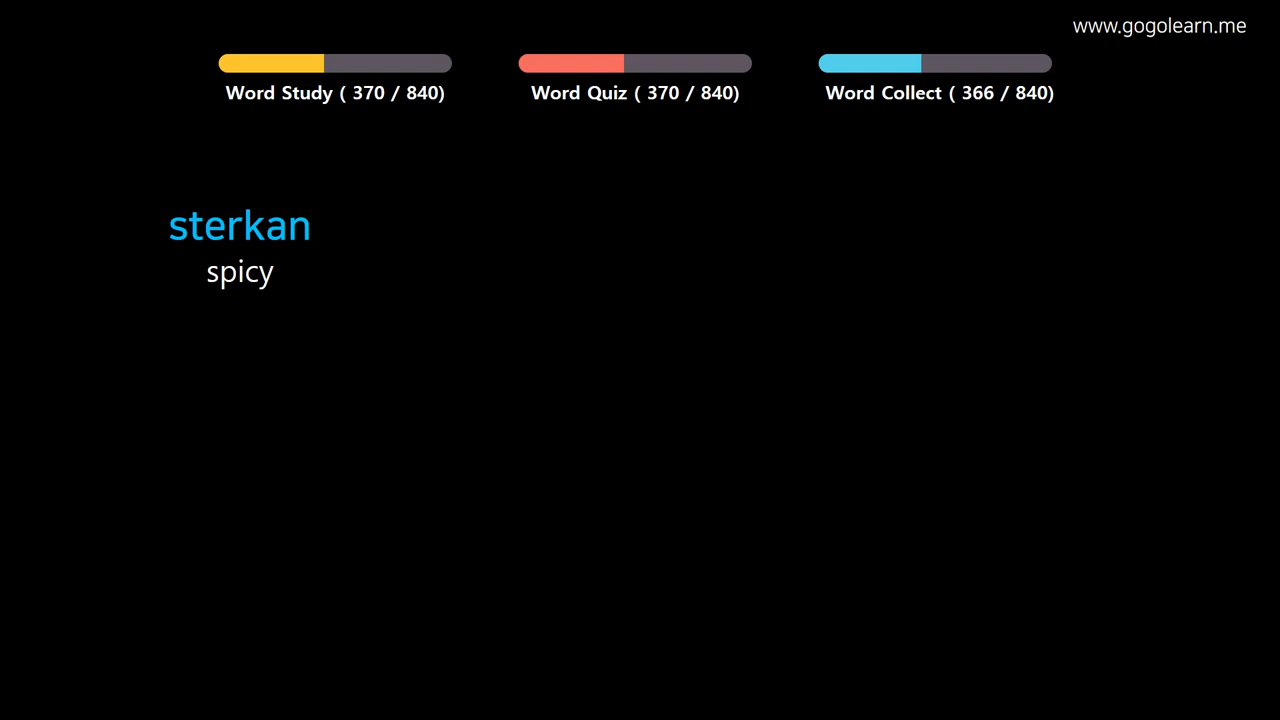 www.gogolearn.me
Word Study ( 370 / 840)
Word Quiz ( 370 / 840)
Word Collect ( 366 / 840)
sterkan
spicy